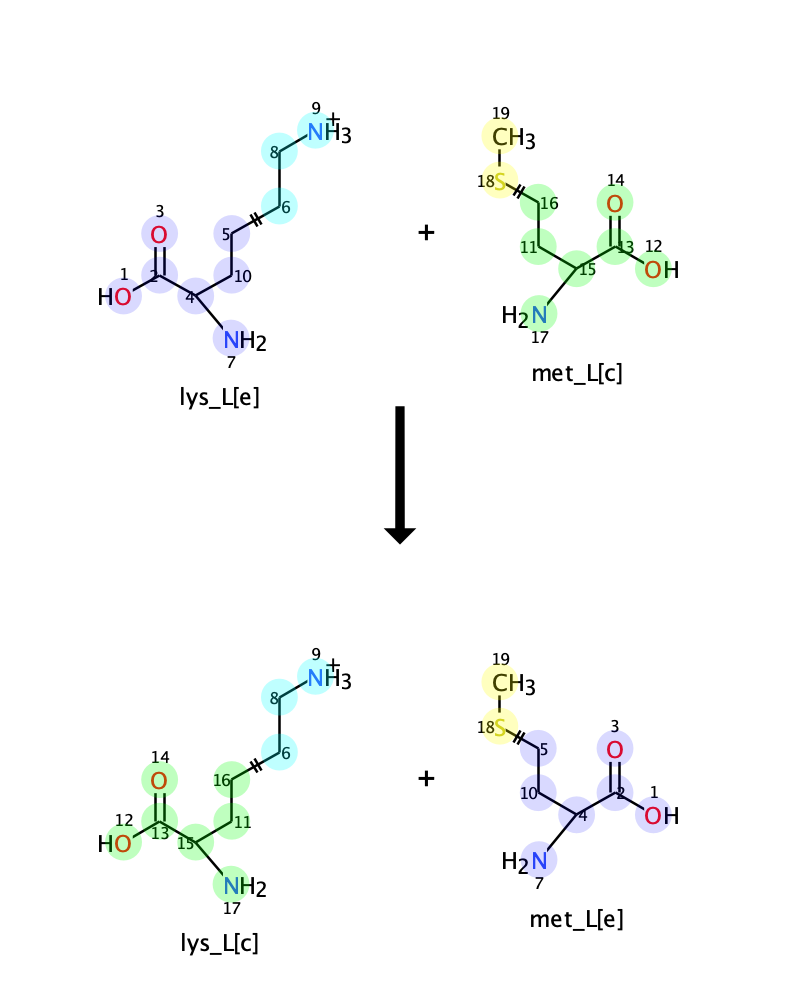 19
9
CH3
NH3 +
8
18 S
16
6
14
3
O
5
+
O
11
13
12
1
2
10
15
OH
HO
4
H2N
NH2
17
7
met_L[c]
lys_L[e]
19
9
CH3
NH3 +
8
18 S
5
6
3
14
O
16
+
O
10
2
1
12
13
11
4
OH
HO
15
H2N
NH2
7
17
met_L[e]
lys_L[c]